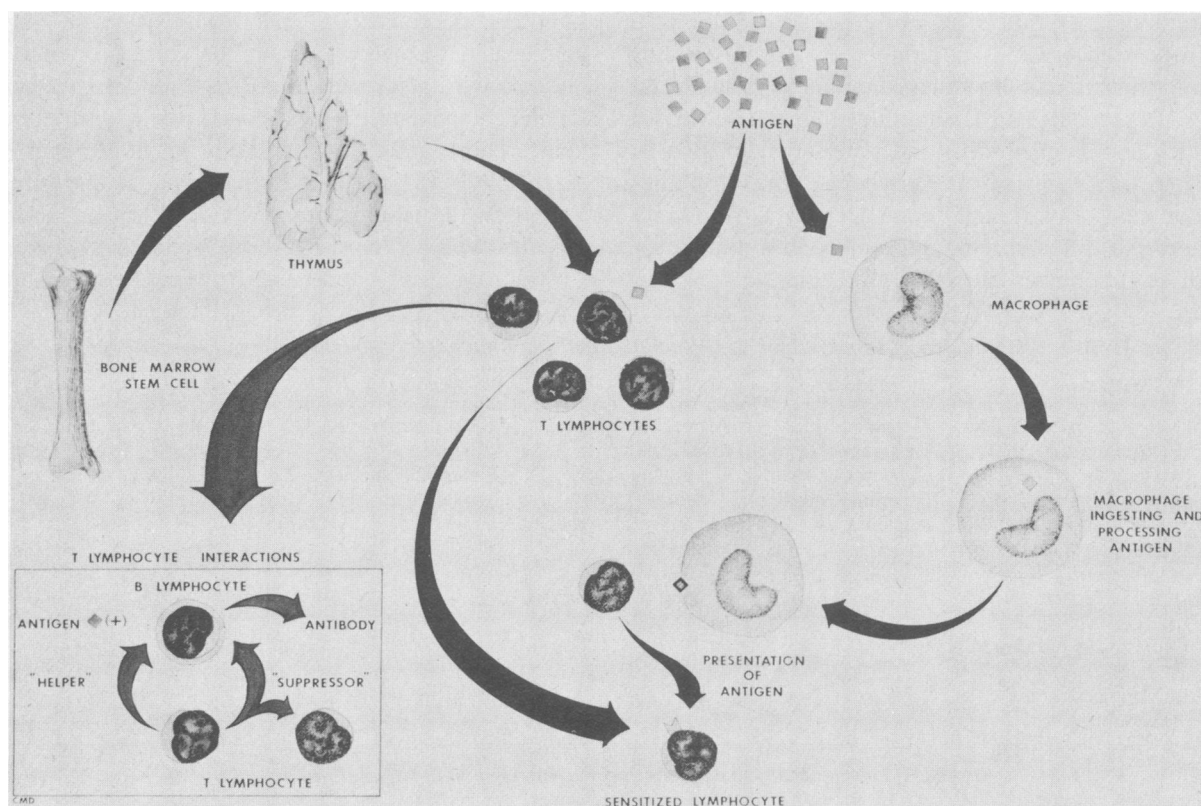 ANTIGEN
THYMUS
MACROPHAGE
BONE MARROW
STEM CELL
T LYMPHOCYTES
MACROPHAGE
INGESTING AND
PROCESSING
ANTIGEN
T LYMPHOCYTE INTERACTIONS
B LYMPHOCYTE
ANTIGEN (+)
ANTIBODY
"HELPER"
"SUPPRESSOR"
T LYMPHOCYTE
PRESENTATION
OF
ANTIGEN
SENSITIZED LYMPHOCYTE
CMD